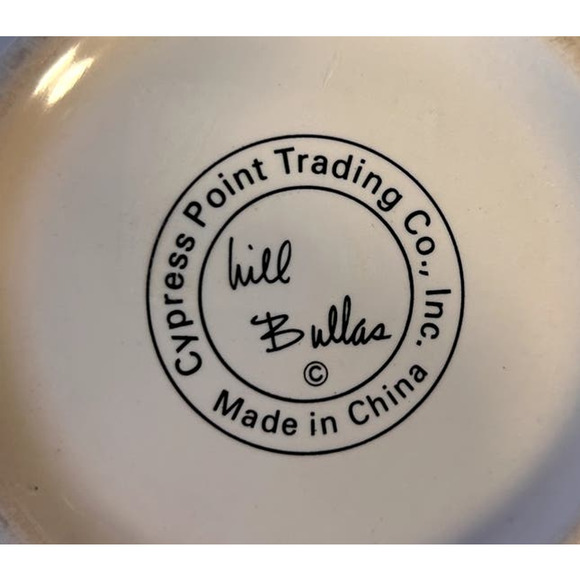 Cypress Point Trading Co., Inc.
Will
Bullas
©
Made in China